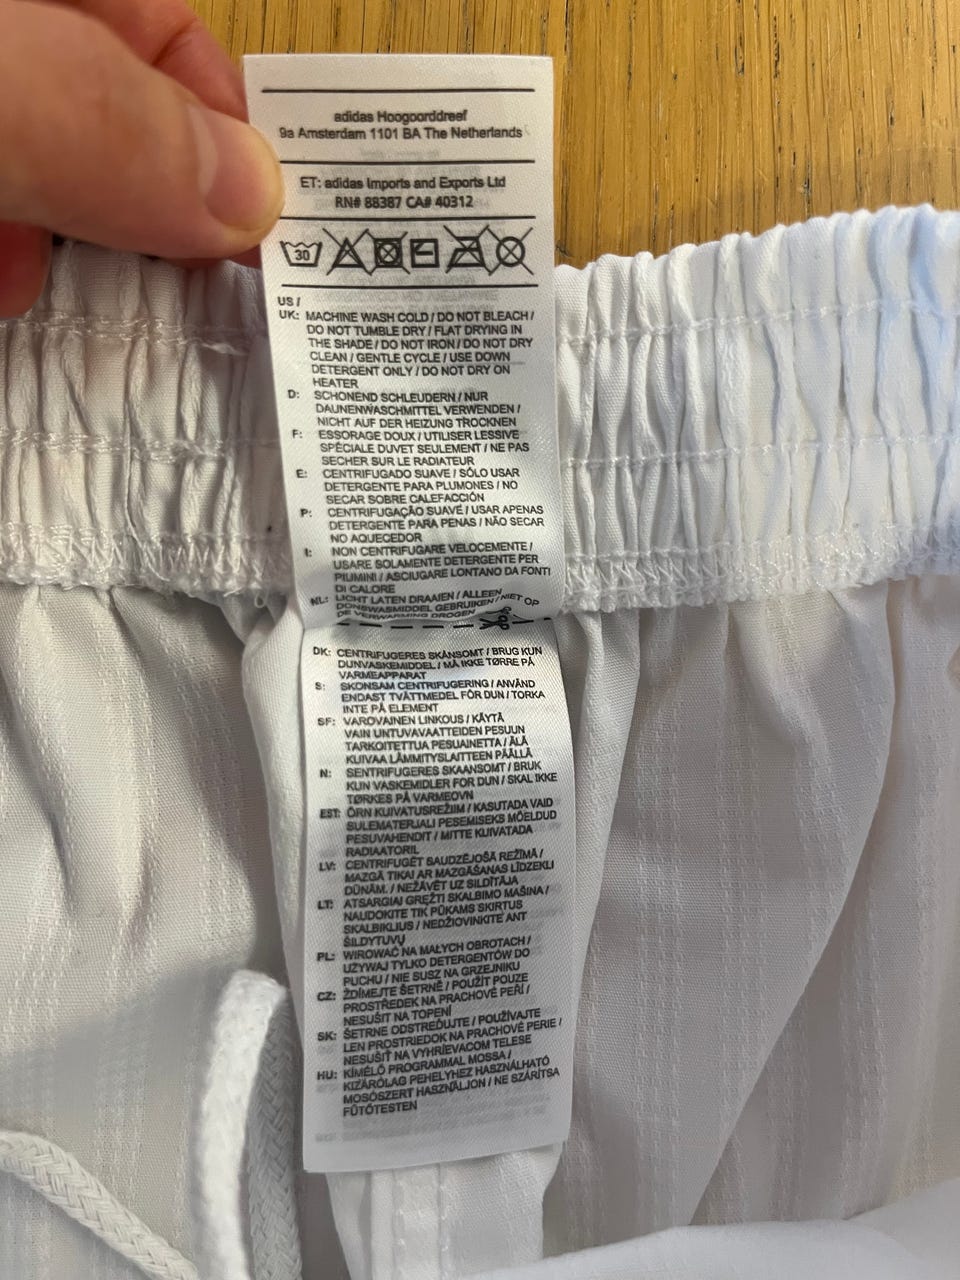 adidas Hoogoorddreef
9a Amsterdam 1101 BA The Netherlands
ET: adidas Imports and Exports Ltd
RN# 88387 CA# 40312
30
US /
UK: MACHINE WASH COLD / DO NOT BLEACH /
DO NOT TUMBLE DRY / FLAT DRYING IN
THE SHADE / DO NOT IRON / DO NOT DRY
CLEAN / GENTLE CYCLE / USE DOWN
DETERGENT ONLY / DO NOT DRY ON
HEATER
D: SCHONEND SCHLEUDERN / NUR
DAUNENWASCHMITTEL VERWENDEN /
NICHT AUF DER HEIZUNG TROCKNEN
F: ESSORAGE DOUX / UTILISER LESSIVE
SPÉCIALE DUVET SEULEMENT / NE PAS
SECHER SUR LE RADIATEUR
E: CENTRIFUGADO SUAVE / SÓLO USAR
DETERGENTE PARA PLUMONES / NO
SECAR SOBRE CALEFACCIÓN
P: CENTRIFUGAÇÃO SUAVE / USAR APENAS
DETERGENTE PARA PENAS / NÃO SECAR
NO AQUECEDOR
I: NON CENTRIFUGARE VELOCEMENTE /
USARE SOLAMENTE DETERGENTE PER
PIUMINI / ASCIUGARE LONTANO DA FONTI
DI CALORE
NL: LICHT LATEN DRAAIEN / ALLEEN
DONSWASMIDDEL GEBRUIKEN / NIET OP
DE VERWARMING DROGEN
DK: CENTRIFUGERES SKÅNSOMT / BRUG KUN
DUNVASKEMIDDEL / MÅ IKKE TØRRE PÅ
VARMEAPPARAT
S: SKONSAM CENTRIFUGERING / ANVÄND
ENDAST TVÄTTMEDEL FÖR DUN / TORKA
INTE PÅ ELEMENT
SF: VAROVAINEN LINKOUS / KÄYTÄ
VAIN UNTUVAVAATTEIDEN PESUUN
TARKOITETTUA PESUAINETTA / ÄLÄ
KUIVAA LÄMMITYSLAITTEEN PÄÄLLÄ
N: SENTRIFUGERES SKAANSOMT / BRUK
KUN VASKEMIDLER FOR DUN / SKAL IKKE
TØRKES PÅ VARMEOVN
EST: ÕRN KUIVATUSREŽIIM / KASUTADA VAID
SULEMATERJALI PESEMISEKS MÕELDUD
PESUVAHENDIT / MITTE KUIVATADA
RADIAATORIL
LV: CENTRIFUGĒT SAUDZĒJOŠĀ REŽĪMĀ /
MAZGĀ TIKAI AR MAZGĀŠANAS LĪDZEKLI
DŪNĀM. / NEŽĀVĒT UZ SILDĪTĀJA
LT: ATSARGIAI GRĘŽTI SKALBIMO MAŠINA /
NAUDOKITE TIK PŪKAMS SKIRTUS
SKALBIKLIUS / NEDŽIOVINKITE ANT
ŠILDYTUVŲ
PL: WIROWAĆ NA MAŁYCH OBROTACH /
UŻYWAJ TYLKO DETERGENTÓW DO
PUCHU / NIE SUSZ NA GRZEJNIKU
CZ: ŽDÍMEJTE ŠETRNĚ / POUŽÍT POUZE
PROSTŘEDEK NA PRACHOVÉ PEŘÍ /
NESUŠIT NA TOPENÍ
SK: ŠETRNE ODSTREĎUJTE / POUŽÍVAJTE
LEN PROSTRIEDOK NA PRACHOVÉ PERIE /
NESUŠIŤ NA VYHRIEVACOM TELESE
HU: KÍMÉLŐ PROGRAMMAL MOSSA /
KIZÁRÓLAG PEHELYHEZ HASZNÁLHATÓ
MOSÓSZERT HASZNÁLJON / NE SZÁRÍTSA
FŰTŐTESTEN